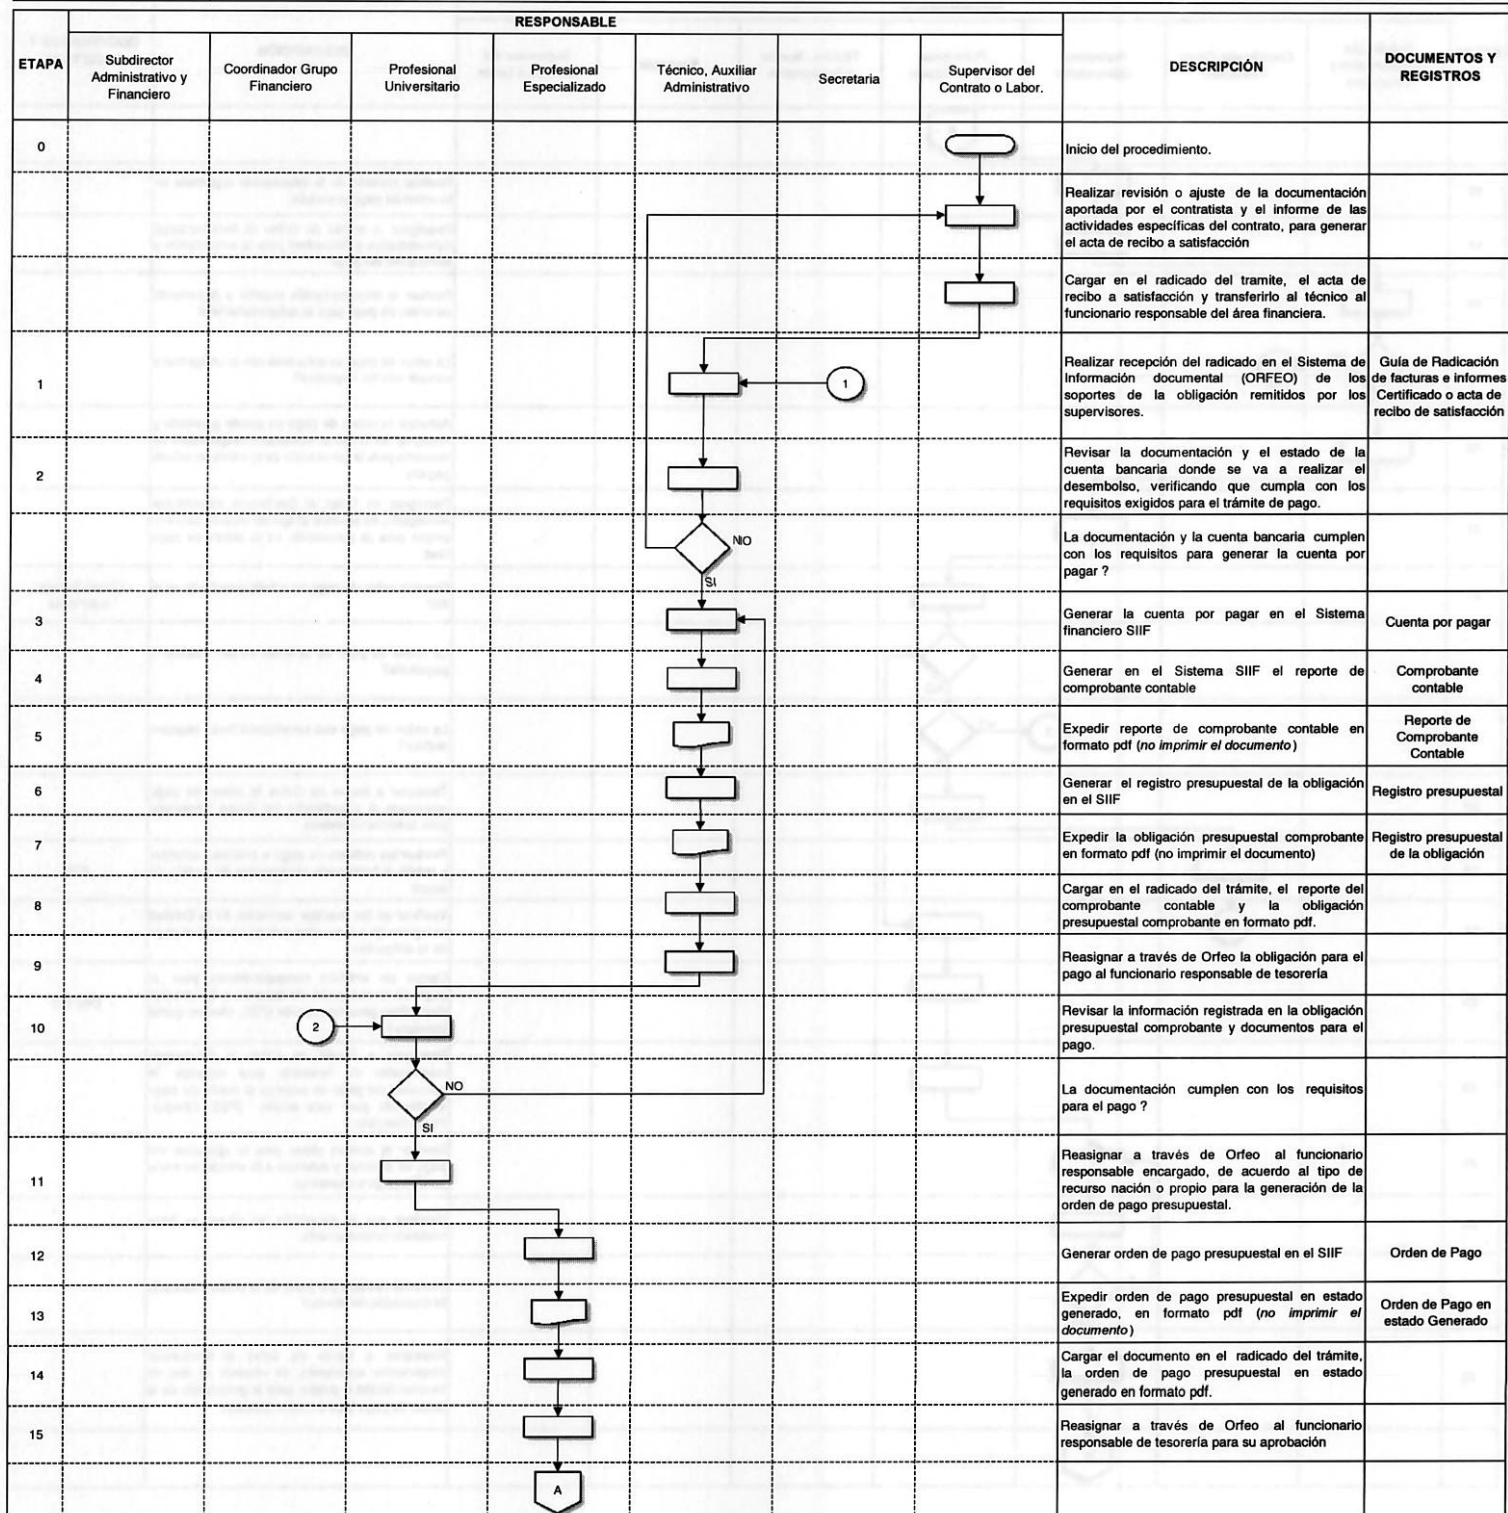 RESPONSABLE
ETAPA
Subdirector
Administrativo y
Financiero
Coordinador Grupo
Financiero
Profesional
Universitario
Profesional
Especializado
Técnico, Auxiliar
Administrativo
Secretaria
Supervisor del
Contrato o Labor.
DESCRIPCIÓN
DOCUMENTOS Y
REGISTROS
0
Inicio del procedimiento.
Realizar revisión o ajuste de la documentación
aportada por el contratista y el informe de las
actividades específicas del contrato, para generar
el acta de recibo a satisfacción
Cargar en el radicado del tramite, el acta de
recibo a satisfacción y transferirlo al técnico al
funcionario responsable del área financiera.
1
1
Realizar recepción del radicado en el Sistema de
Información documental (ORFEO) de los
soportes de la obligación remitidos por los
supervisores.
Guía de Radicación
de facturas e informes
Certificado o acta de
recibo de satisfacción
2
Revisar la documentación y el estado de la
cuenta bancaria donde se va a realizar el
desembolso, verificando que cumpla con los
requisitos exigidos para el trámite de pago.
NO
SI
La documentación y la cuenta bancaria cumplen
con los requisitos para generar la cuenta por
pagar ?
3
Generar la cuenta por pagar en el Sistema
financiero SIIF
Cuenta por pagar
4
Generar en el Sistema SIIF el reporte de
comprobante contable
Comprobante
contable
5
Expedir reporte de comprobante contable en
formato pdf (no imprimir el documento)
Reporte de
Comprobante
Contable
6
Generar el registro presupuestal de la obligación
en el SIIF
Registro presupuestal
7
Expedir la obligación presupuestal comprobante
en formato pdf (no imprimir el documento)
Registro presupuestal
de la obligación
8
Cargar en el radicado del trámite, el reporte del
comprobante contable y la obligación
presupuestal comprobante en formato pdf.
9
Reasignar a través de Orfeo la obligación para el
pago al funcionario responsable de tesorería
10
2
Revisar la información registrada en la obligación
presupuestal comprobante y documentos para el
pago.
NO
SI
La documentación cumplen con los requisitos
para el pago ?
11
Reasignar a través de Orfeo al funcionario
responsable encargado, de acuerdo al tipo de
recurso nación o propio para la generación de la
orden de pago presupuestal.
12
Generar orden de pago presupuestal en el SIIF
Orden de Pago
13
Expedir orden de pago presupuestal en estado
generado, en formato pdf (no imprimir el
documento)
Orden de Pago en
estado Generado
14
Cargar el documento en el radicado del trámite,
la orden de pago presupuestal en estado
generado en formato pdf.
15
Reasignar a través de Orfeo al funcionario
responsable de tesorería para su aprobación
A